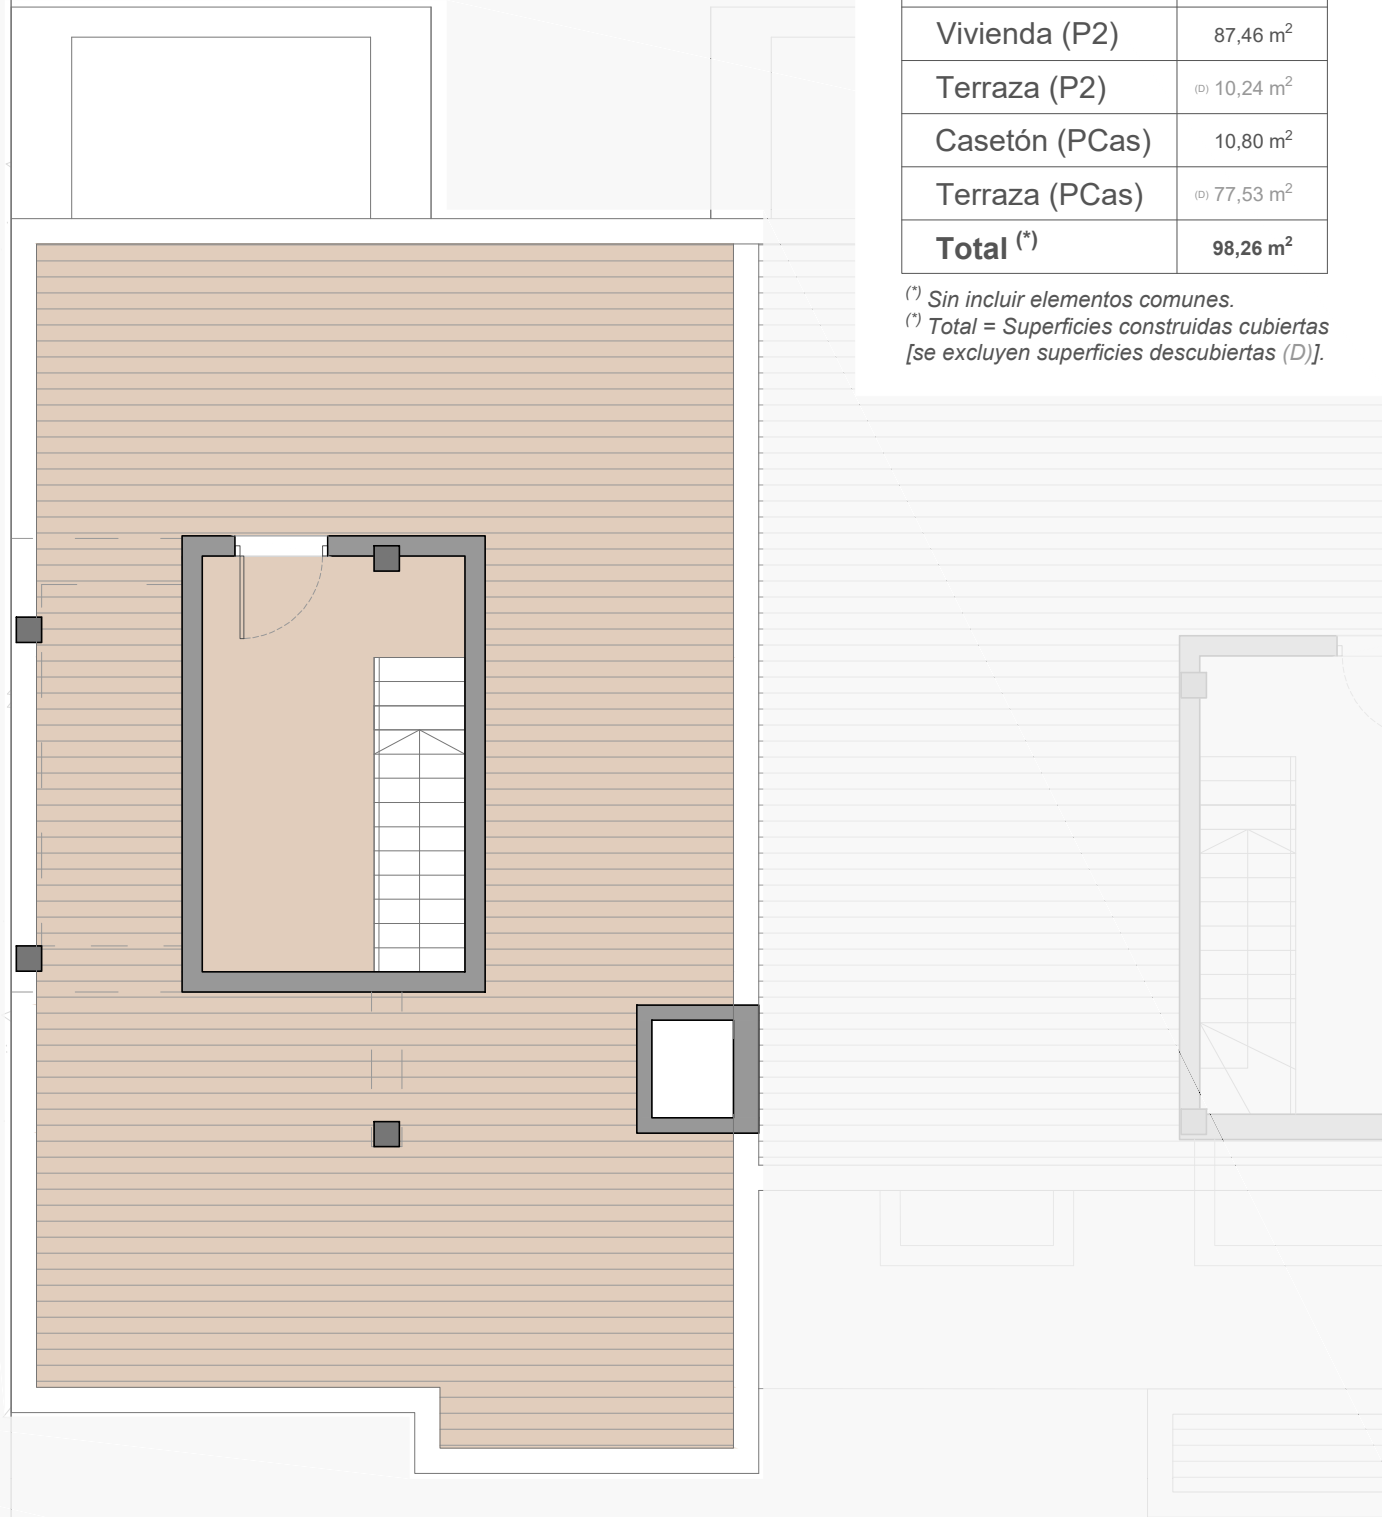 Vivienda (P2) 87,46 m²
Terraza (P2) (D) 10,24 m²
Casetón (PCas) 10,80 m²
Terraza (PCas) (D) 77,53 m²
Total (*) 98,26 m²
(*) Sin incluir elementos comunes.
(*) Total = Superficies construidas cubiertas
[se excluyen superficies descubiertas (D)].